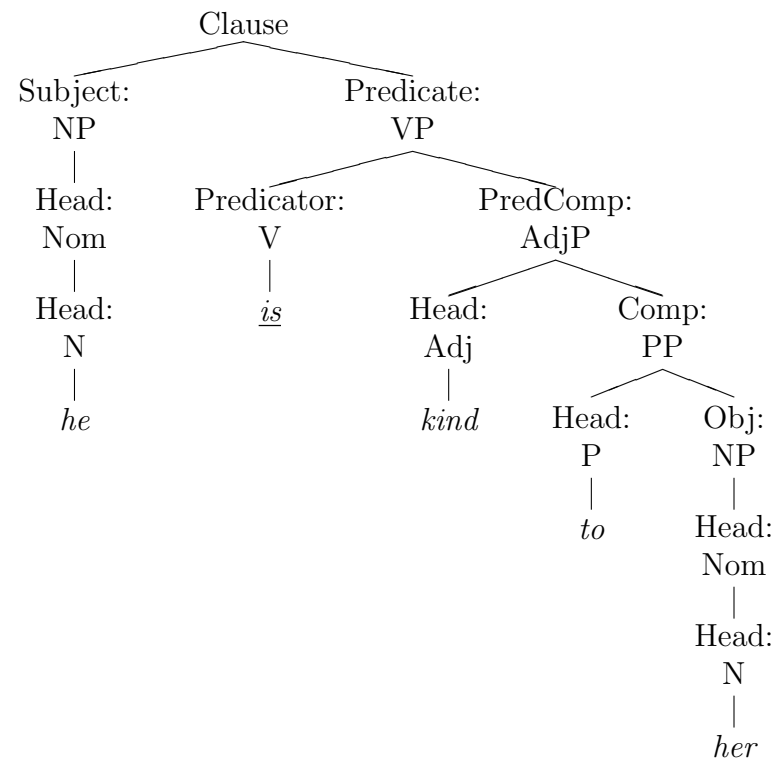 Clause
Subject: Predicate:
NP VP
Head: Predicator: PredComp:
Nom V AdjP
Head: is Head: Comp:
N Adj PP
he kind Head: Obj:
P NP
to Head:
Nom
Head:
N
her